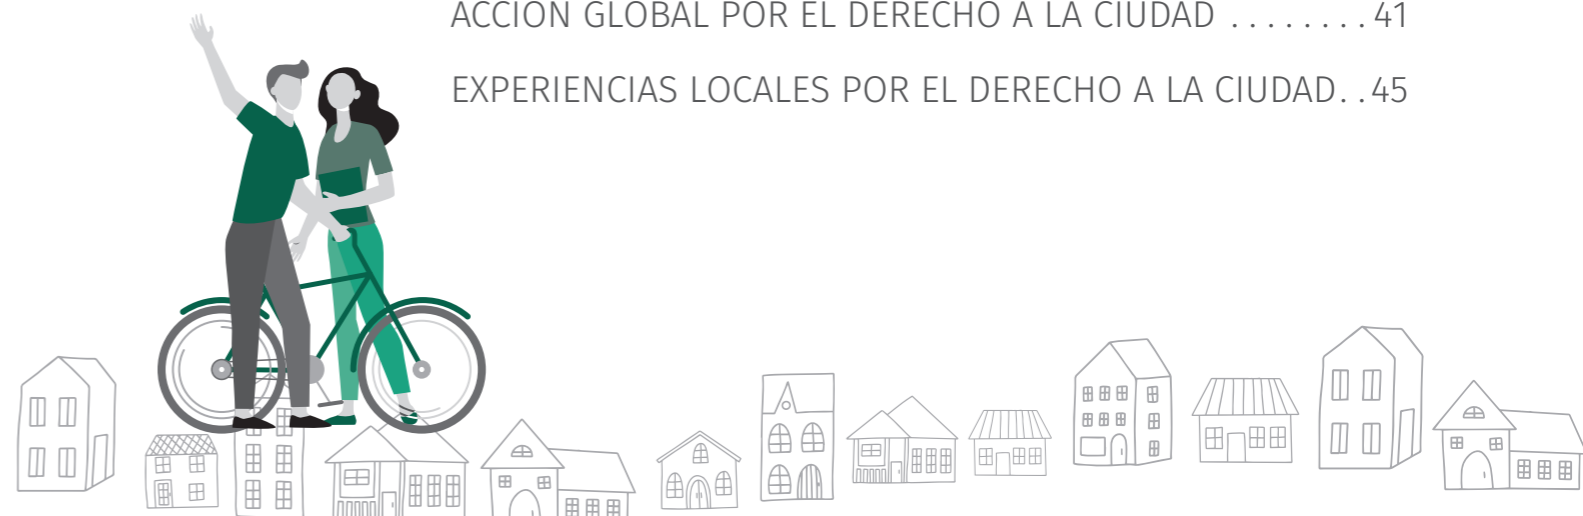 ACCIÓN GLOBAL POR EL DERECHO A LA CIUDAD ........41
EXPERIENCIAS LOCALES POR EL DERECHO A LA CIUDAD..45